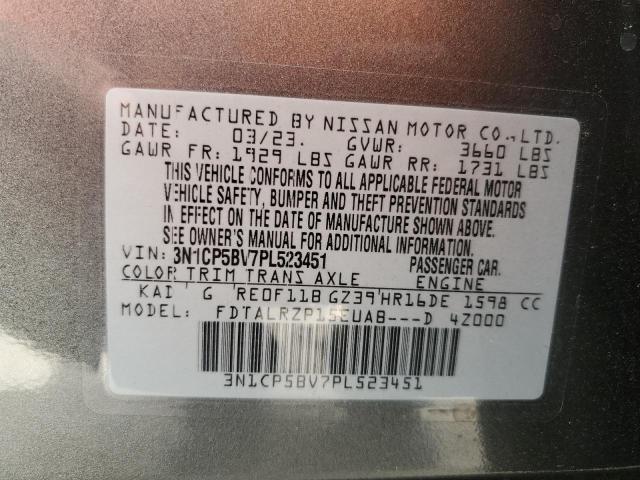 MANUFACTURED BY NISSAN MOTOR CO., LTD.
DATE: 03/23. GVWR: 3660 LBS
GAWR FR: 1929 LBS GAWR RR: 1731 LBS
THIS VEHICLE CONFORMS TO ALL APPLICABLE FEDERAL MOTOR
VEHICLE SAFETY, BUMPER AND THEFT PREVENTION STANDARDS
IN EFFECT ON THE DATE OF MANUFACTURE SHOWN ABOVE.
SEE OWNER'S MANUAL FOR ADDITIONAL INFORMATION.
VIN: 3N1CP5BV7PL523451 PASSENGER CAR.
COLOR TRIM TRANS AXLE ENGINE
KAD G RE0F11B GZ39 HR16DE 1598 CC
MODEL: FDTALRZP15EUAB---D 4Z000
3N1CP5BV7PL523451